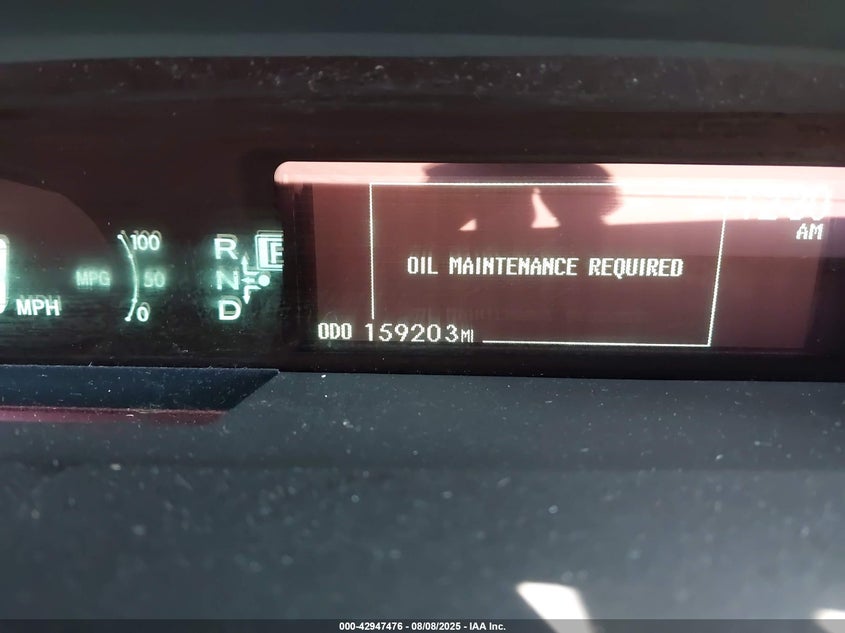 100
R
MPG
50
N
MPH
0
D
AM
OIL MAINTENANCE REQUIRED
ODO 159203MI
000-42947476 - 08/08/2025 - IAA Inc.